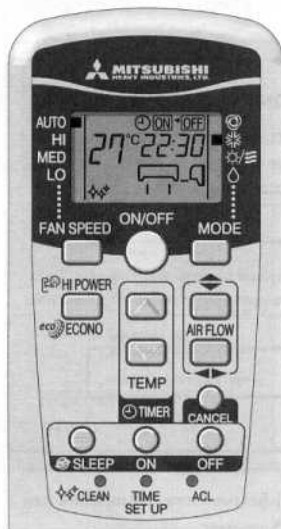 MITSUBISHI
HEAVY INDUSTRIES, LTD.
AUTO
HI
MED
LO
ON OFF
27°C 22:30
FAN SPEED
ON/OFF
MODE
HI POWER
eco ECONO
TEMP
AIR FLOW
TIMER
CANCEL
SLEEP ON OFF
CLEAN TIME SET UP ACL